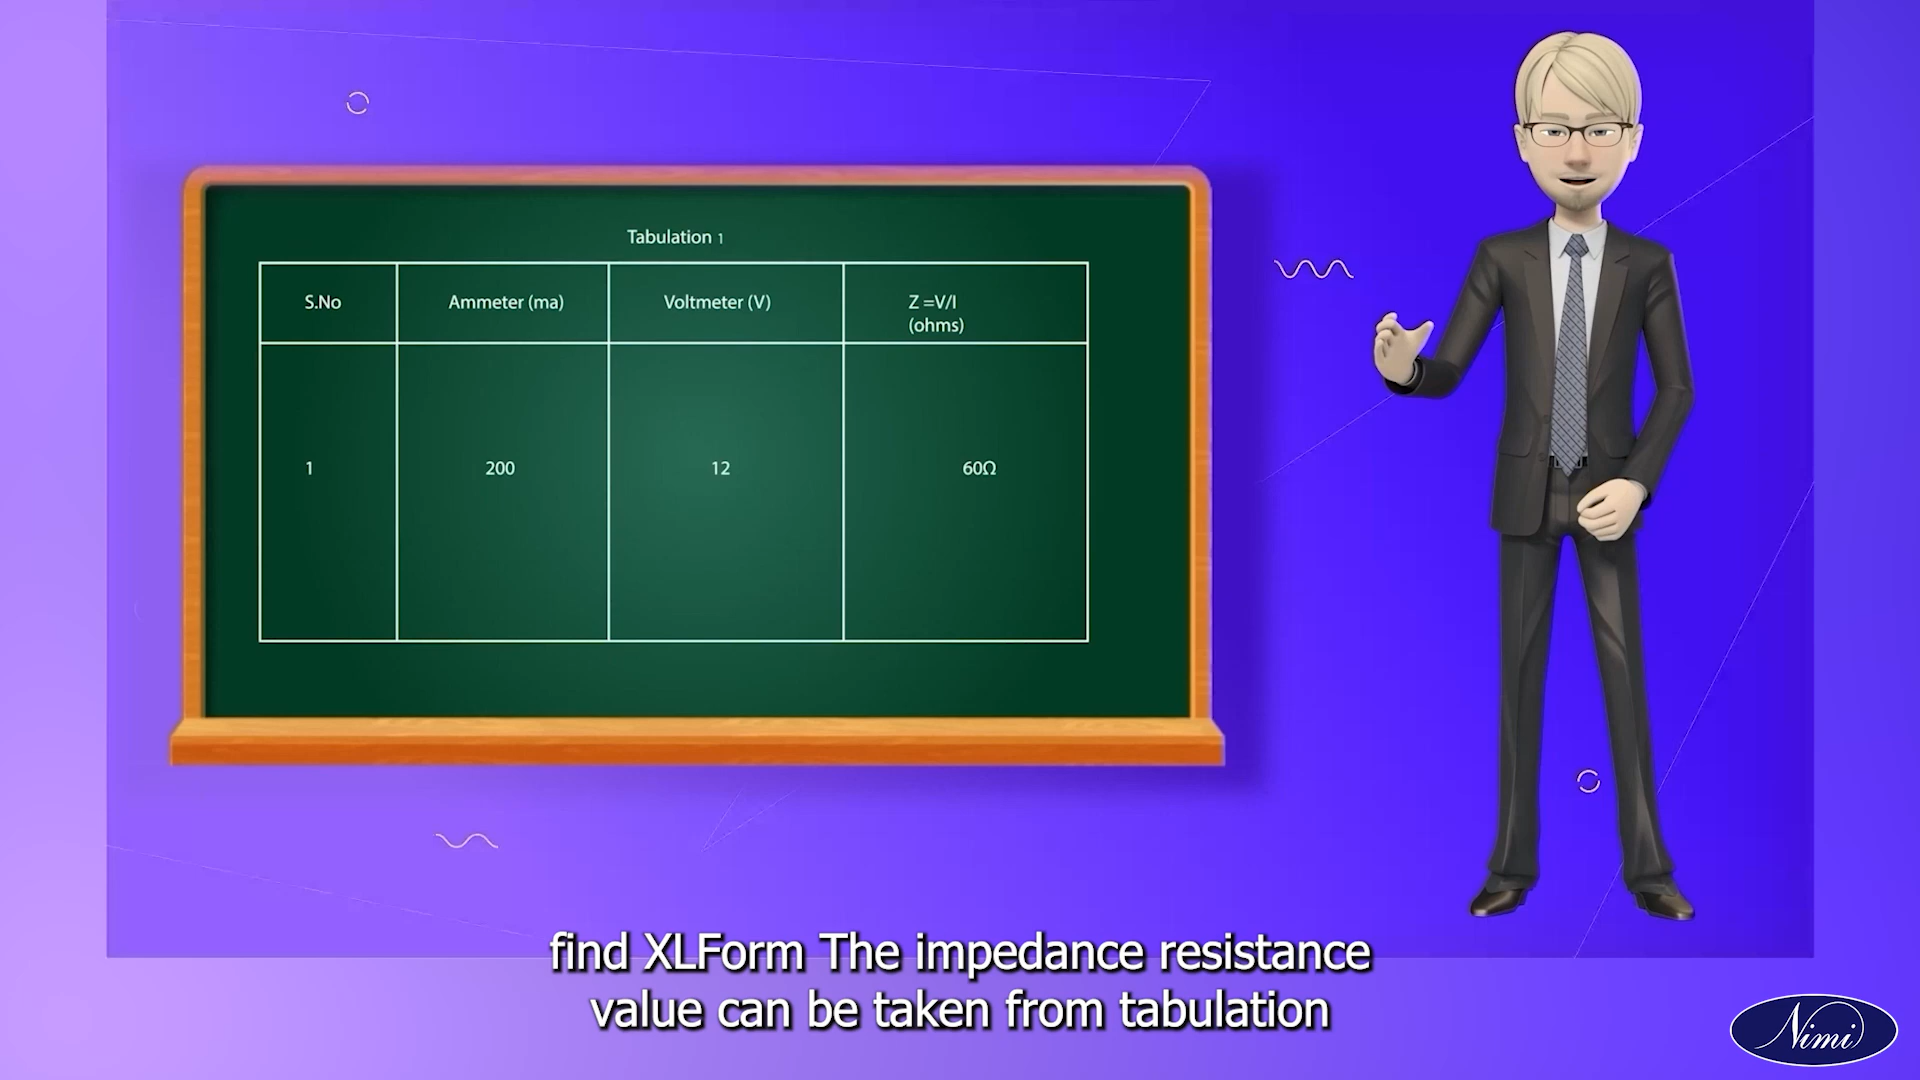 Tabulation 1
S.No
Ammeter (ma)
Voltmeter (V)
Z =V/I
(ohms)
1
200
12
60Ω
find XLForm The impedance resistance
value can be taken from tabulation
Nimi